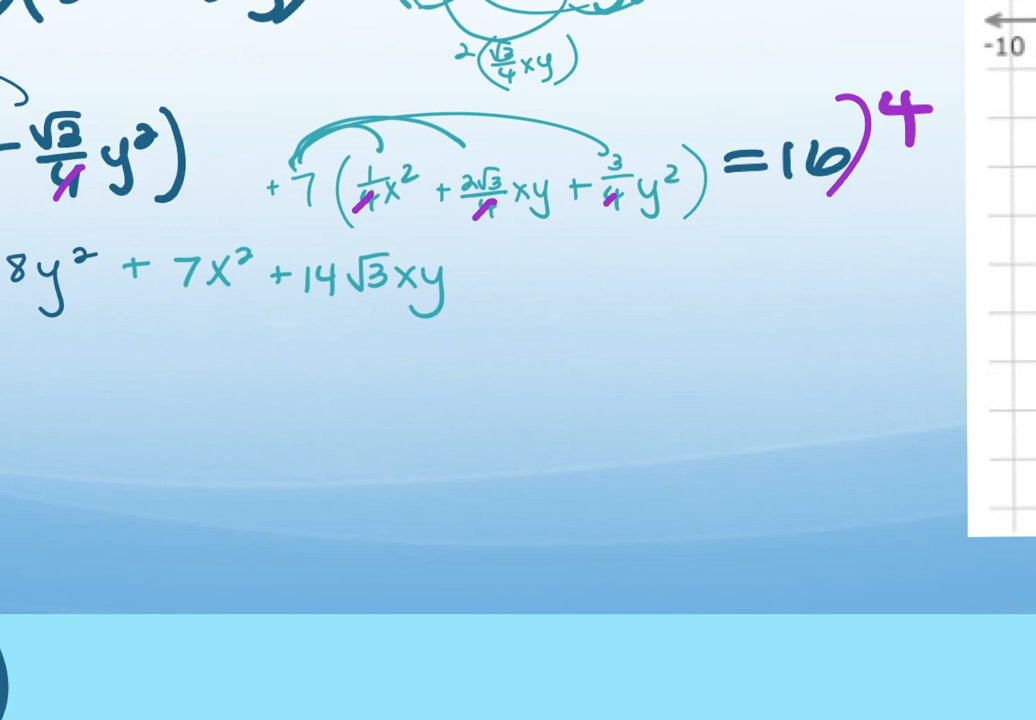 2(√3/4 xy)
-10
- √3/4 y²) + 7(1/4 x² + 2√3/4 xy + 3/4 y²) = 16) 4
8y² + 7x² + 14√3xy